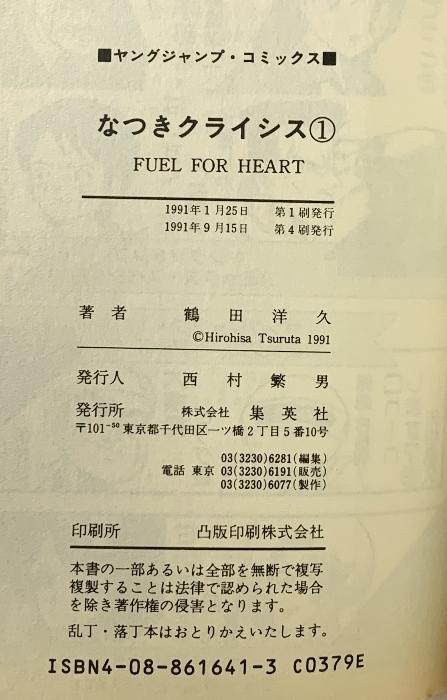 ■ヤングジャンプ・コミックス■
なつきクライシス①
FUEL FOR HEART
1991年1月25日 第1刷発行
1991年9月15日 第4刷発行
著者 鶴田洋久
©Hirohisa Tsuruta 1991
発行人 西村繁男
発行所 株式会社 集英社
〒101-50 東京都千代田区一ツ橋2丁目5番10号
03(3230)6281(編集)
電話 東京 03(3230)6191(販売)
03(3230)6077(製作)
印刷所 凸版印刷株式会社
本書の一部あるいは全部を無断で複写
複製することは法律で認められた場合
を除き著作権の侵害となります。
乱丁・落丁本はおとりかえいたします。
ISBN4-08-861641-3 C0379E